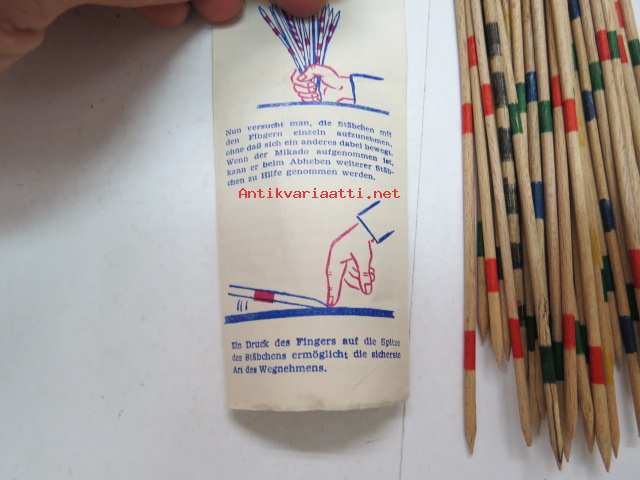 Nun versucht man, die Stäbchen mit
den Fingern einzeln aufzunehmen,
ohne daß sich ein anderes dabei bewegt.
Wenn der Mikado aufgenommen ist,
kann er beim Abheben weiterer Stäb-
chen zu Hilfe genommen werden.
Antikvariaatti.net
Ein Druck des Fingers auf die Spitze
des Stäbchens ermöglicht die sicherste
Art des Wegnehmens.